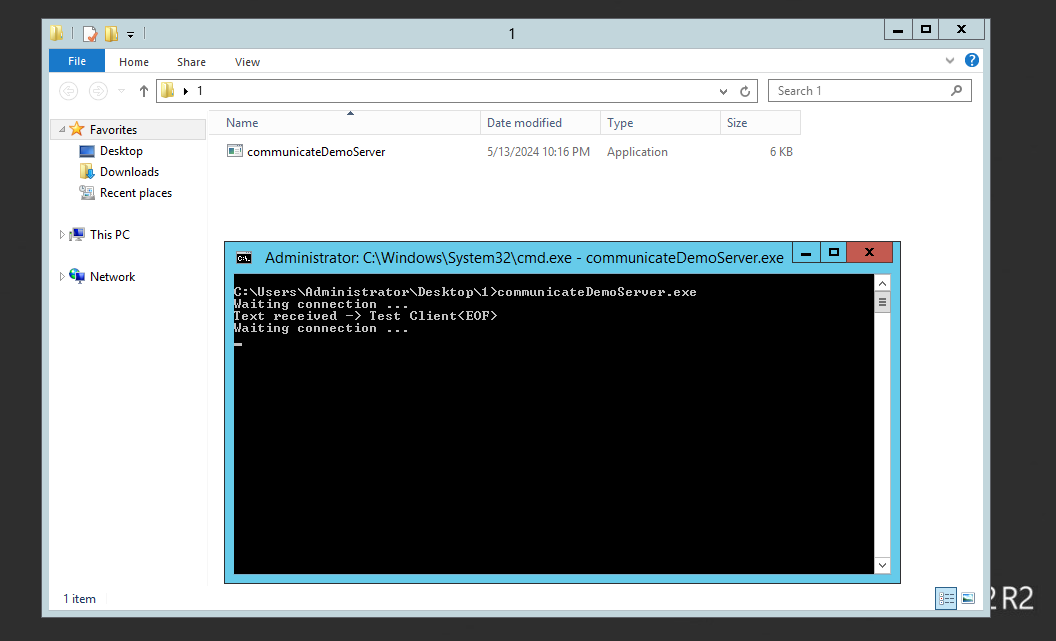 1
File
Home
Share
View
1
Search 1
Name
Date modified
Type
Size
Favorites
Desktop
Downloads
Recent places
This PC
Network
communicateDemoServer
5/13/2024 10:16 PM
Application
6 KB
Administrator: C:\Windows\System32\cmd.exe - communicateDemoServer.exe
C:\Users\Administrator\Desktop\1>communicateDemoServer.exe
Waiting connection ...
Text received -> Test Client<EOF>
Waiting connection ...
1 item
2 R2